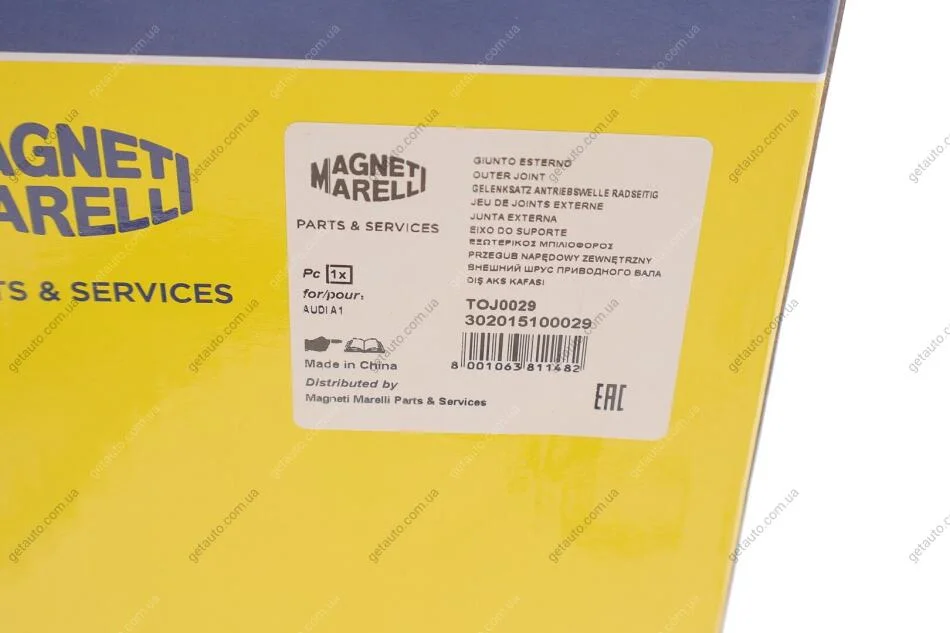 MAGNETI
MARELLI
PARTS & SERVICES
Pc 1x
for/pour:
AUDI A1
Made in China
Distributed by
Magneti Marelli Parts & Services
GIUNTO ESTERNO
OUTER JOINT
GELENKSATZ ANTRIEBSWELLE RADSEITIG
JEU DE JOINTS EXTERNE
JUNTA EXTERNA
EIXO DO SUPORTE
ΕΞΩΤΕΡΙΚΟΣ ΜΠΙΛΙΟΦΟΡΟΣ
PRZEGUB NAPĘDOWY ZEWNĘTRZNY
ВНЕШНИЙ ШРУС ПРИВОДНОГО ВАЛА
DIŞ AKS KAFASI
TOJ0029
302015100029
8 001063 811482
EAC
AGNETI
ARELLI
TS & SERVICES
getauto.com.ua